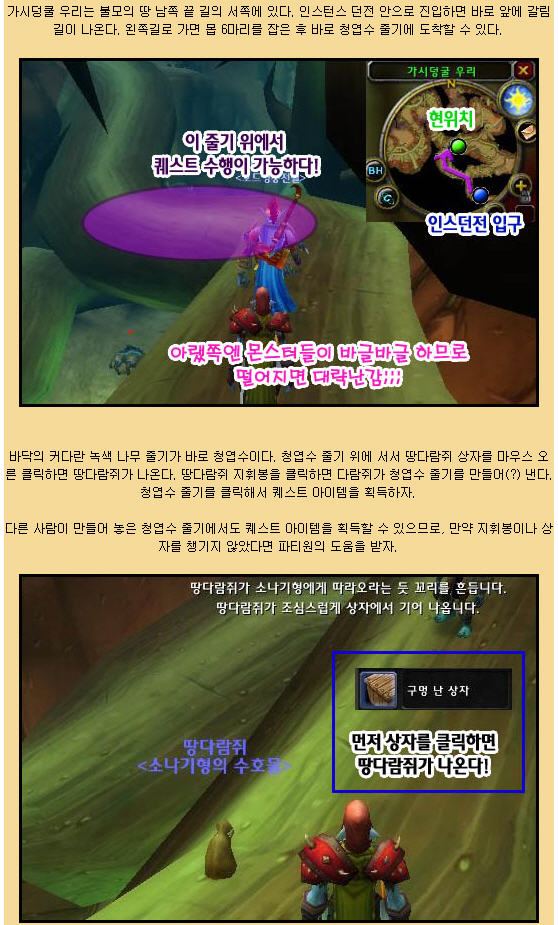 가시덩쿨 우리는 불모의 땅 남쪽 끝 길의 서쪽에 있다. 인스턴스 던전 안으로 진입하면 바로 앞에 갈림
길이 나온다. 왼쪽길로 가면 몹 6마리를 잡은 후 바로 청엽수 줄기에 도착할 수 있다.
가시덩쿨 우리
N
현위치
이 줄기 위에서
퀘스트 수행이 가능하다!
BH
인스던전 입구
아랬쪽엔 몬스터들이 바글바글 하므로
떨어지면 대략난감;;;
바닥의 커다란 녹색 나무 줄기가 바로 청엽수이다. 청엽수 줄기 위에 서서 땅다람쥐 상자를 마우스 오
른 클릭하면 땅다람쥐가 나온다. 땅다람쥐 지휘봉을 클릭하면 다람쥐가 청엽수 줄기를 만들어(?) 낸다.
청엽수 줄기를 클릭해서 퀘스트 아이템을 획득하자.
다른 사람이 만들어 놓은 청엽수 줄기에서도 퀘스트 아이템을 획득할 수 있으므로, 만약 지휘봉이나 상
자를 챙기지 않았다면 파티원의 도움을 받자.
땅다람쥐가 소나기형에게 따라오라는 듯 꼬리를 흔듭니다.
땅다람쥐가 조심스럽게 상자에서 기어 나옵니다.
구멍 난 상자
먼저 상자를 클릭하면
땅다람쥐가 나온다!
땅다람쥐
<소나기형의 수호물>